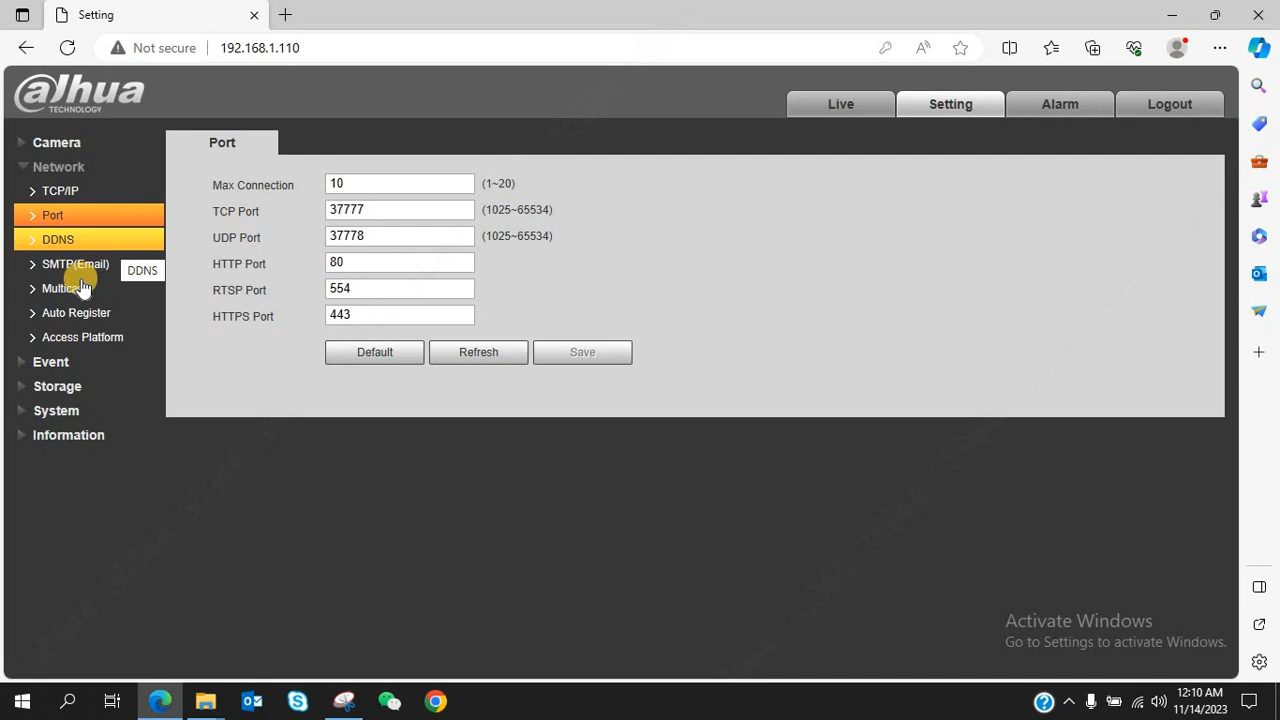 Setting
Not secure 192.168.1.110
alhua
TECHNOLOGY
Live Setting Alarm Logout
Camera
Network
TCP/IP
Port
DDNS
SMTP(Email)
DDNS
Auto Register
Access Platform
Event
Storage
System
Information
Port
Max Connection 10 (1~20)
TCP Port 37777 (1025~65534)
UDP Port 37778 (1025~65534)
HTTP Port 80
RTSP Port 554
HTTPS Port 443
Default Refresh Save
Activate Windows
Go to Settings to activate Windows.
12:10 AM
11/14/2023